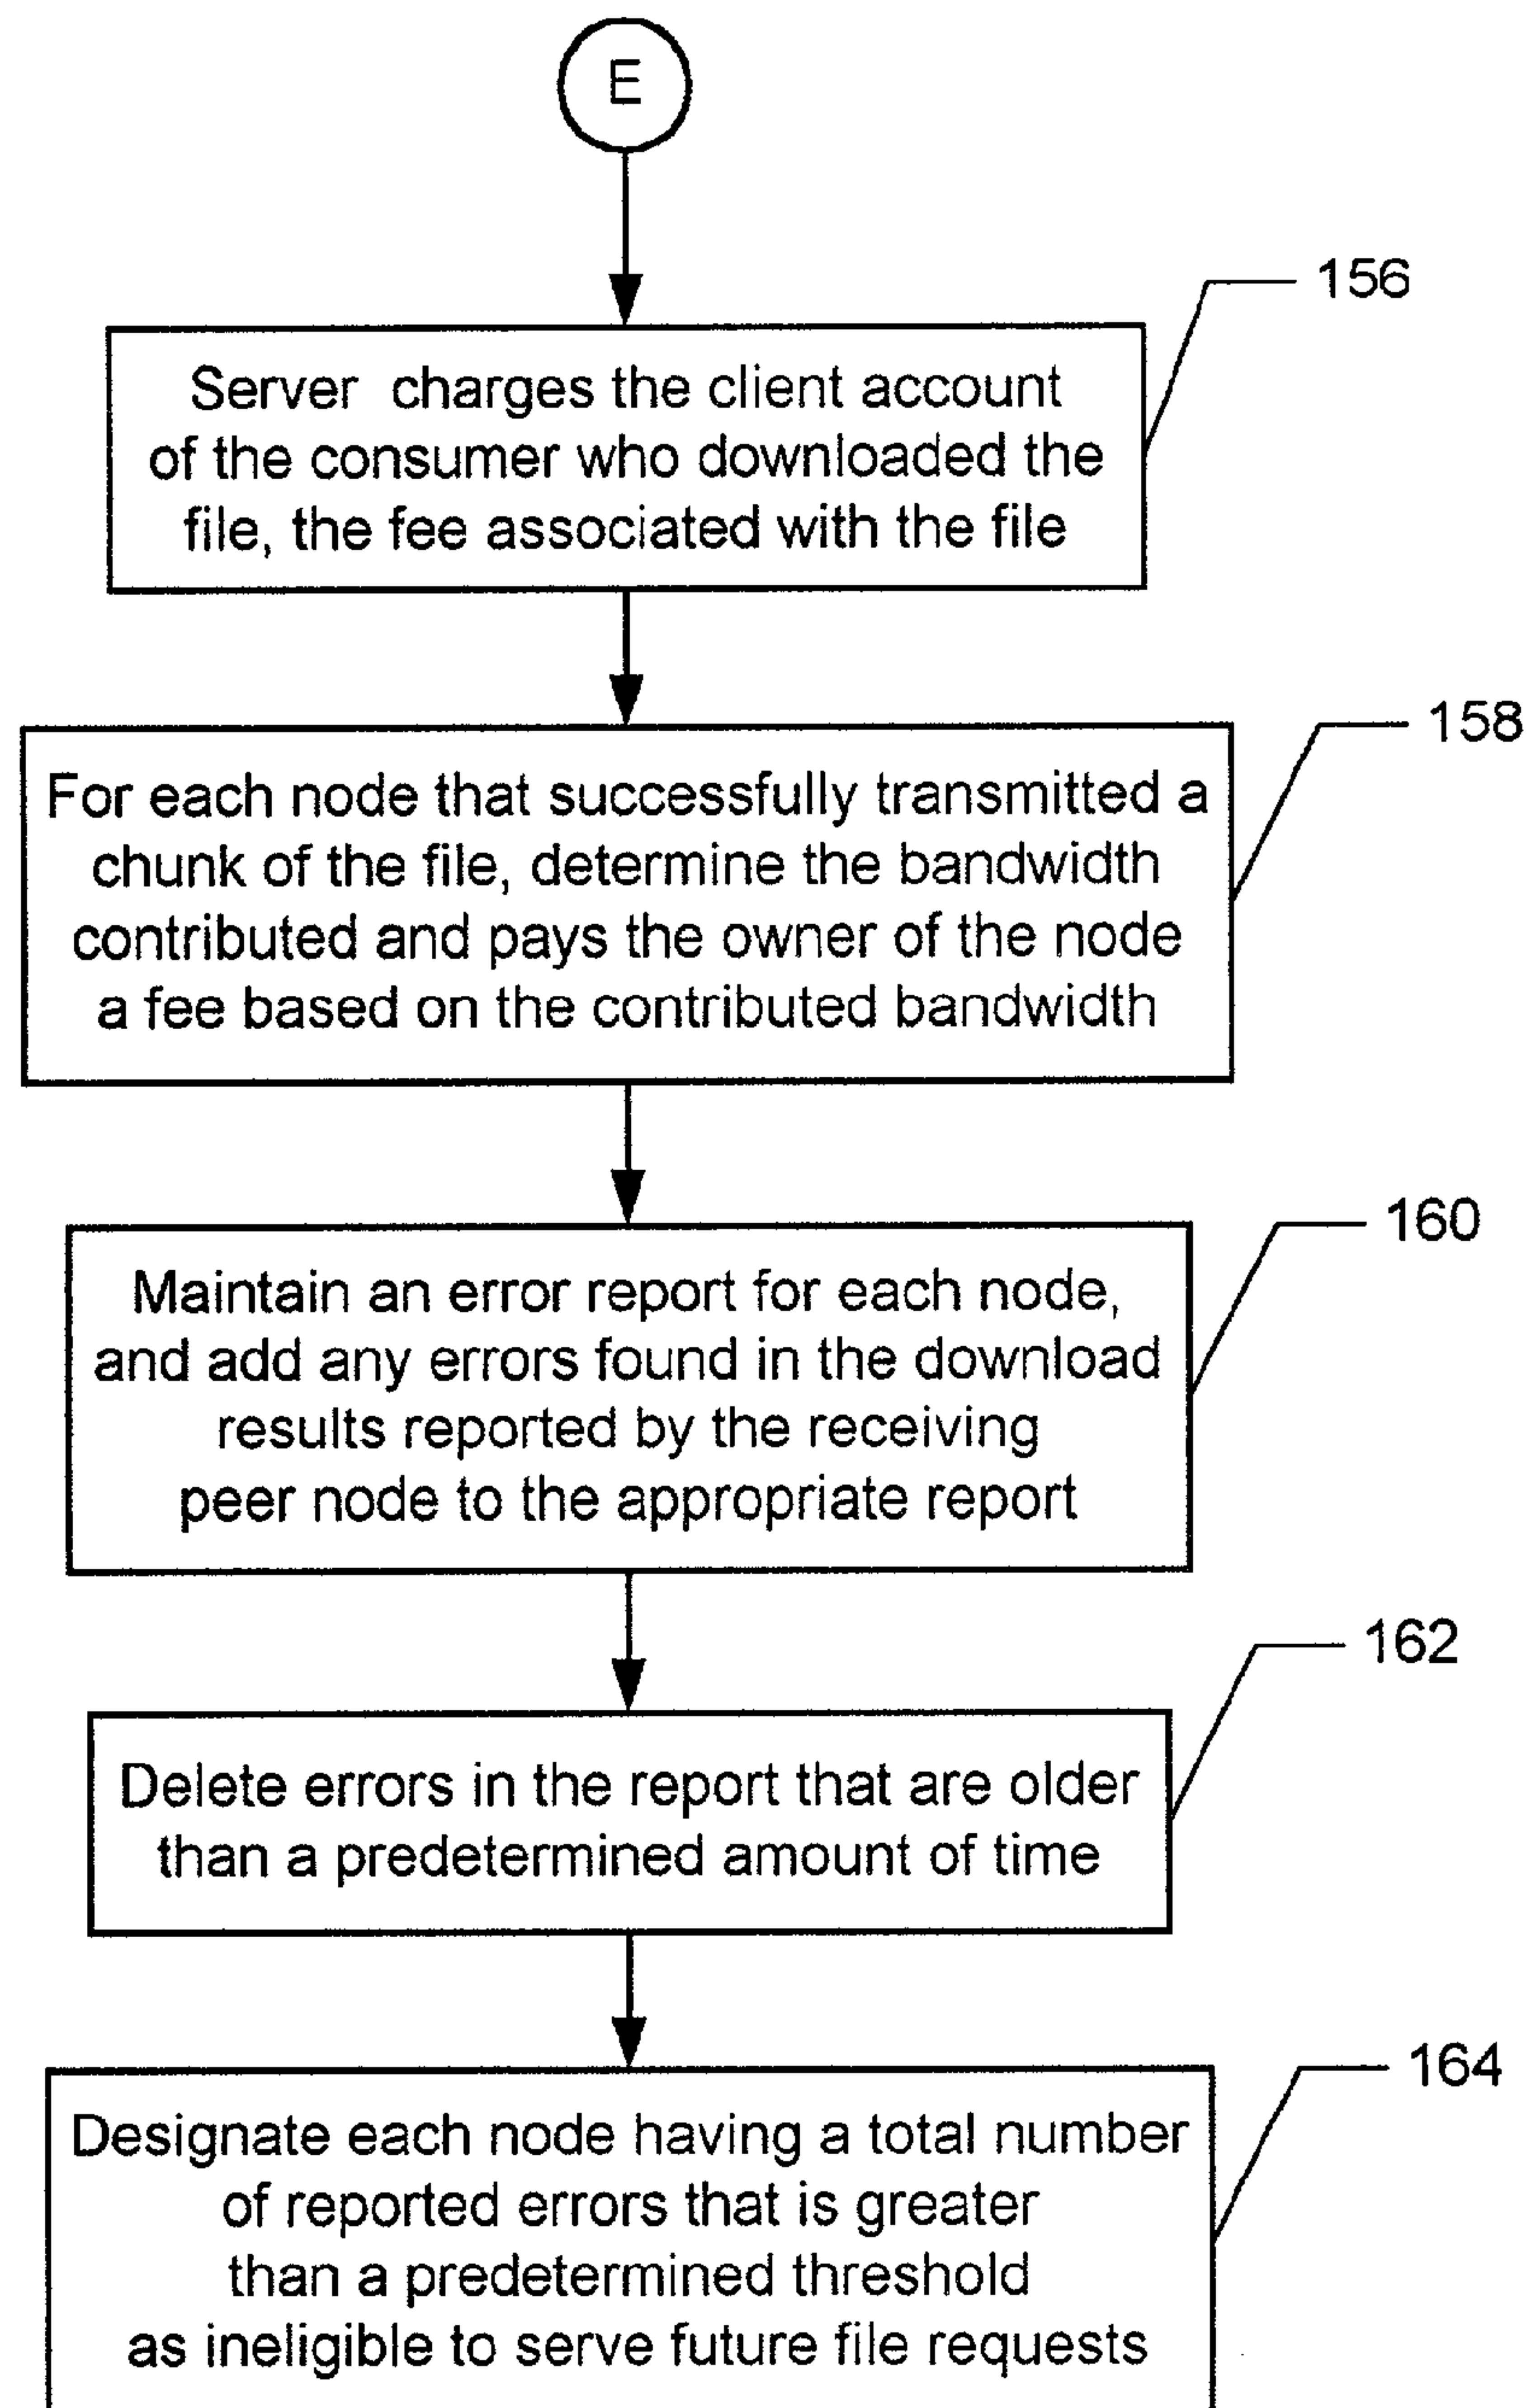 E
156
Server charges the client account
of the consumer who downloaded the
file, the fee associated with the file
158
For each node that successfully transmitted a
chunk of the file, determine the bandwidth
contributed and pays the owner of the node
a fee based on the contributed bandwidth
160
Maintain an error report for each node,
and add any errors found in the download
results reported by the receiving
peer node to the appropriate report
162
Delete errors in the report that are older
than a predetermined amount of time
164
Designate each node having a total number
of reported errors that is greater
than a predetermined threshold
as ineligible to serve future file requests